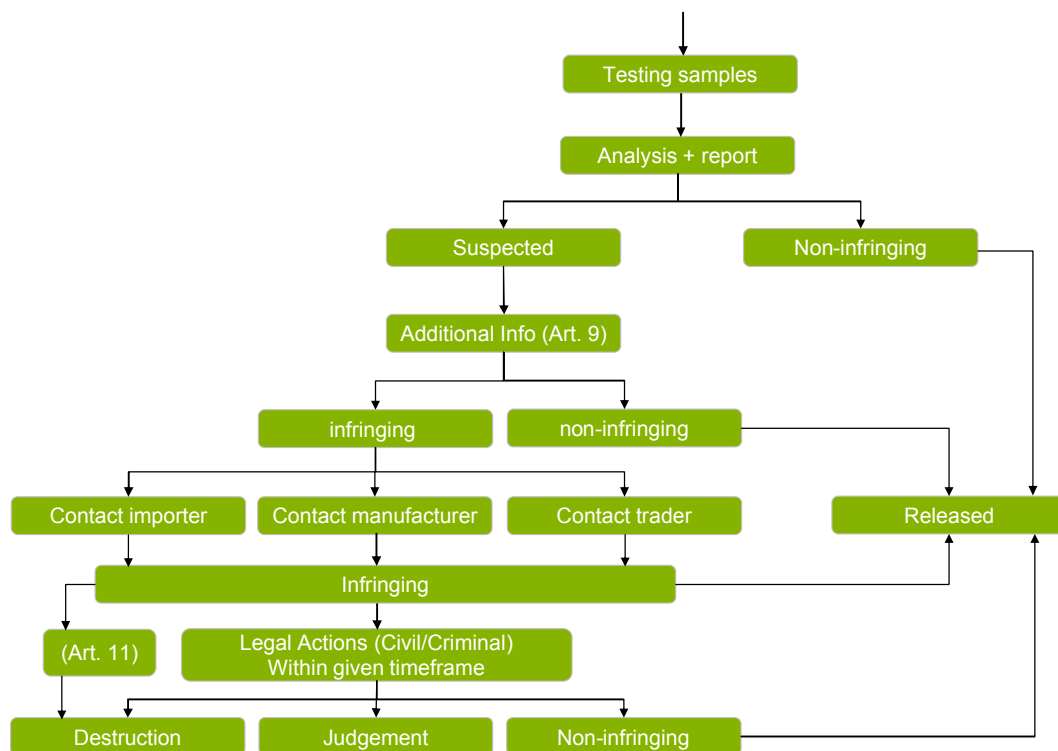 Testing samples
Analysis + report
Suspected
Non-infringing
Additional Info (Art. 9)
infringing
non-infringing
Contact importer
Contact manufacturer
Contact trader
Released
Infringing
(Art. 11)
Legal Actions (Civil/Criminal)
Within given timeframe
Destruction
Judgement
Non-infringing